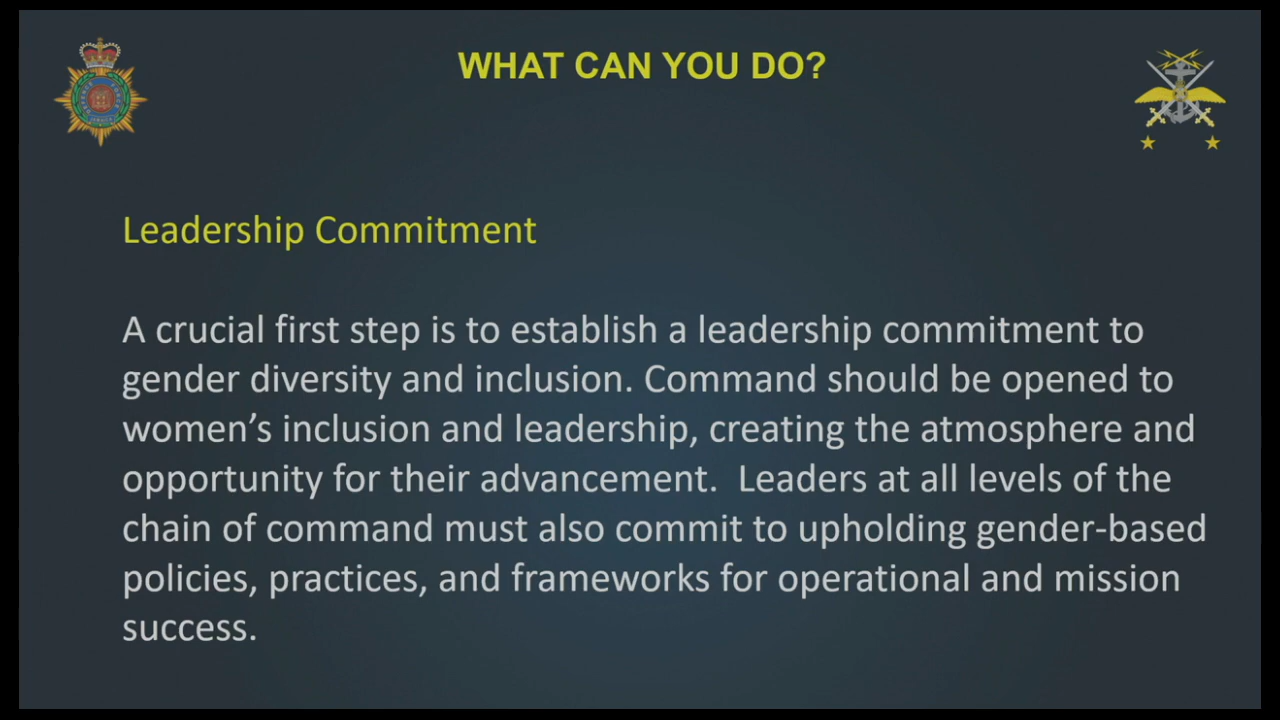 WHAT CAN YOU DO?
Leadership Commitment
A crucial first step is to establish a leadership commitment to
gender diversity and inclusion. Command should be opened to
women’s inclusion and leadership, creating the atmosphere and
opportunity for their advancement.  Leaders at all levels of the
chain of command must also commit to upholding gender-based
policies, practices, and frameworks for operational and mission
success.